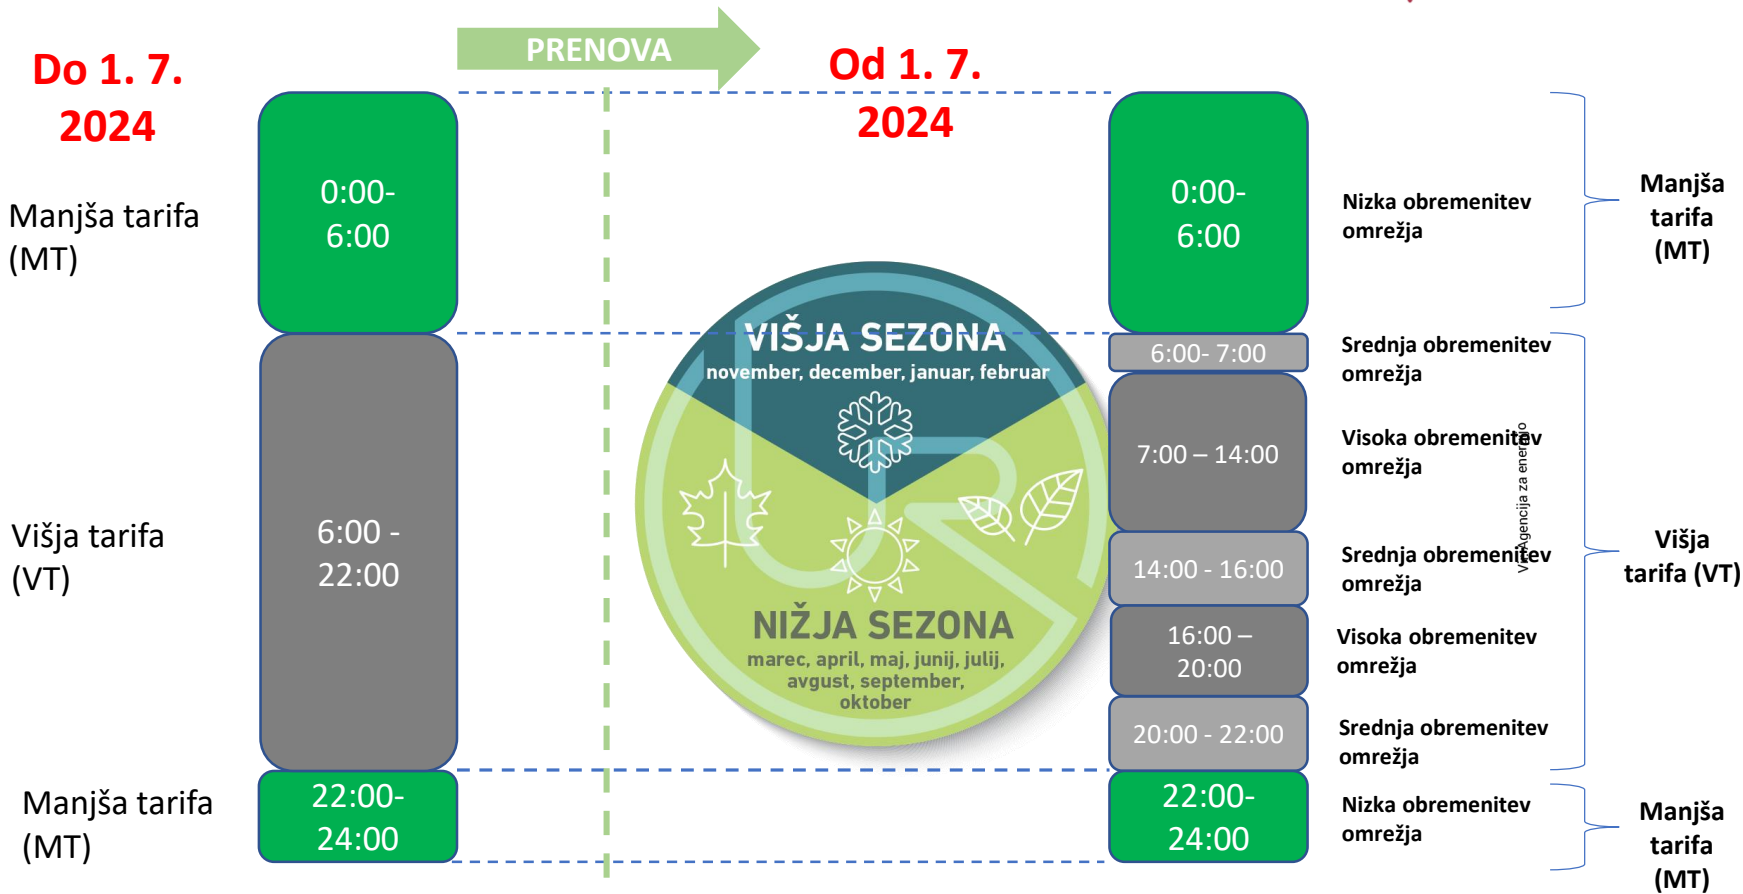 PRENOVA
Do 1. 7.
2024
Od 1. 7.
2024
Manjša tarifa
(MT)
0:00-
6:00
Višja tarifa
(VT)
6:00 -
22:00
Manjša tarifa
(MT)
22:00-
24:00
VIŠJA SEZONA
november, december, januar, februar
NIŽJA SEZONA
marec, april, maj, junij, julij,
avgust, september,
oktober
0:00-
6:00
Nizka obremenitev
omrežja
6:00- 7:00
Srednja obremenitev
omrežja
7:00 – 14:00
Visoka obremenitev
omrežja
14:00 - 16:00
Srednja obremenitev
omrežja
16:00 –
20:00
Visoka obremenitev
omrežja
20:00 - 22:00
Srednja obremenitev
omrežja
22:00-
24:00
Nizka obremenitev
omrežja
Agencija za energijo
Manjša
tarifa
(MT)
Višja
tarifa (VT)
Manjša
tarifa
(MT)